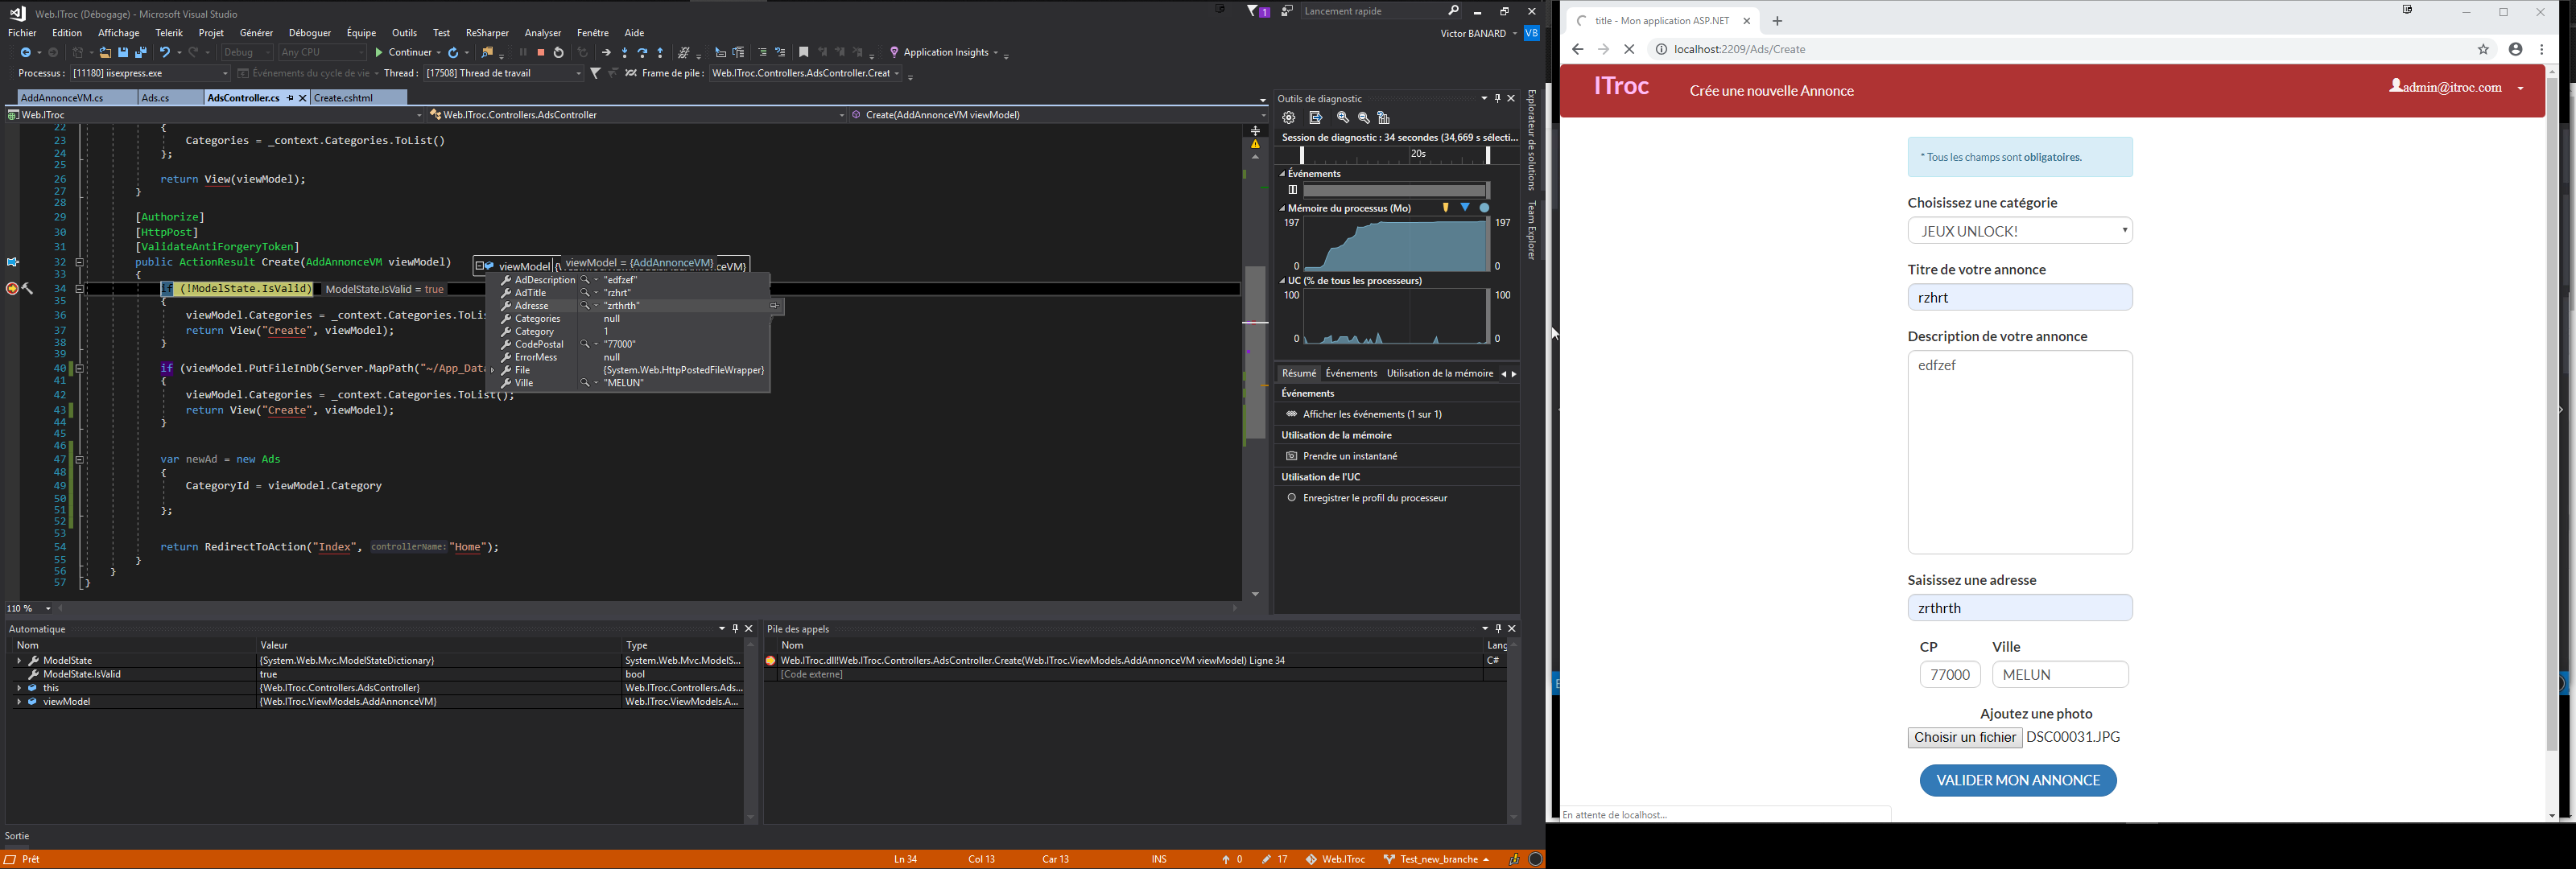 Web.ITroc (Débogage) - Microsoft Visual Studio
1
Lancement rapide
Fichier Edition Affichage Telerik Projet Générer Déboguer Équipe Outils Test ReSharper Analyser Fenêtre Aide
Victor BANARD VB
Debug Any CPU Continuer Application Insights
Processus : [11180] iisexpress.exe Événements du cycle de vie Thread : [17508] Thread de travail Frame de pile : Web.ITroc.Controllers.AdsController.Creat
AddAnnonceVM.cs Ads.cs AdsController.cs Create.cshtml
Web.ITroc Web.ITroc.Controllers.AdsController Create(AddAnnonceVM viewModel)
22 {
23 Categories = _context.Categories.ToList()
24 };
25
26 return View(viewModel);
27 }
28
29 [Authorize]
30 [HttpPost]
31 [ValidateAntiForgeryToken]
32 public ActionResult Create(AddAnnonceVM viewModel)
33 {
34 if (!ModelState.IsValid) ModelState.IsValid = true
35 {
36 viewModel.Categories = _context.Categories.ToLis
37 return View("Create", viewModel);
38 }
39
40 if (viewModel.PutFileInDb(Server.MapPath("~/App_Dat
41 {
42 viewModel.Categories = _context.Categories.ToList();
43 return View("Create", viewModel);
44 }
45
46
47 var newAd = new Ads
48 {
49 CategoryId = viewModel.Category
50
51 };
52
53
54 return RedirectToAction("Index", controllerName: "Home");
55 }
56 }
57 }
viewModel viewModel = {AddAnnonceVM}
AdDescription "edfzef"
AdTitle "rzhrt"
Adresse "zrthrth"
Categories null
Category 1
CodePostal "77000"
ErrorMess null
File {System.Web.HttpPostedFileWrapper}
Ville "MELUN"
110 %
Outils de diagnostic
Session de diagnostic : 34 secondes (34,669 s sélecti...
20s
Événements
Mémoire du processus (Mo)
197 197
0 0
UC (% de tous les processeurs)
100 100
0 0
Résumé Événements Utilisation de la mémoire
Événements
Afficher les événements (1 sur 1)
Utilisation de la mémoire
Prendre un instantané
Utilisation de l'UC
Enregistrer le profil du processeur
Explorateur de solutions
Team Explorer
Automatique
Nom Valeur Type
ModelState {System.Web.Mvc.ModelStateDictionary} System.Web.Mvc.ModelS...
ModelState.IsValid true bool
this {Web.ITroc.Controllers.AdsController} Web.ITroc.Controllers.Ads...
viewModel {Web.ITroc.ViewModels.AddAnnonceVM} Web.ITroc.ViewModels.A...
Pile des appels
Nom Lang
Web.ITroc.dll!Web.ITroc.Controllers.AdsController.Create(Web.ITroc.ViewModels.AddAnnonceVM viewModel) Ligne 34 C#
[Code externe]
Sortie
Prêt Ln 34 Col 13 Car 13 INS 0 17 Web.ITroc Test_new_branche
title - Mon application ASP.NET
localhost:2209/Ads/Create
ITroc Crée une nouvelle Annonce admin@itroc.com
* Tous les champs sont obligatoires.
Choisissez une catégorie
JEUX UNLOCK!
Titre de votre annonce
rzhrt
Description de votre annonce
edfzef
Saisissez une adresse
zrthrth
CP Ville
77000 MELUN
Ajoutez une photo
Choisir un fichier DSC00031.JPG
VALIDER MON ANNONCE
En attente de localhost...